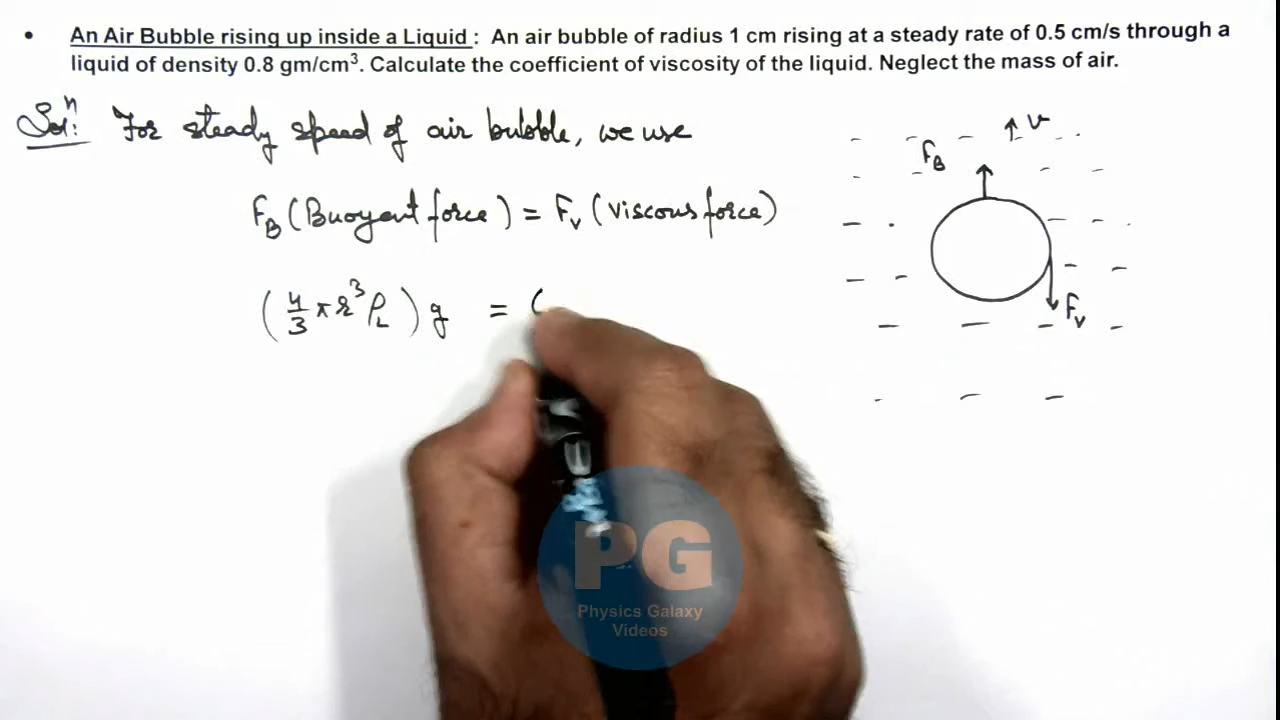 • An Air Bubble rising up inside a Liquid : An air bubble of radius 1 cm rising at a steady rate of 0.5 cm/s through a
liquid of density 0.8 gm/cm³. Calculate the coefficient of viscosity of the liquid. Neglect the mass of air.
Solⁿ: For steady speed of air bubble, we use
F_B (Buoyant force) = F_V (viscous force)
(4/3 π r³ ρ_L) g = (
↑ v
F_B
F_V
PG
Physics Galaxy
Videos